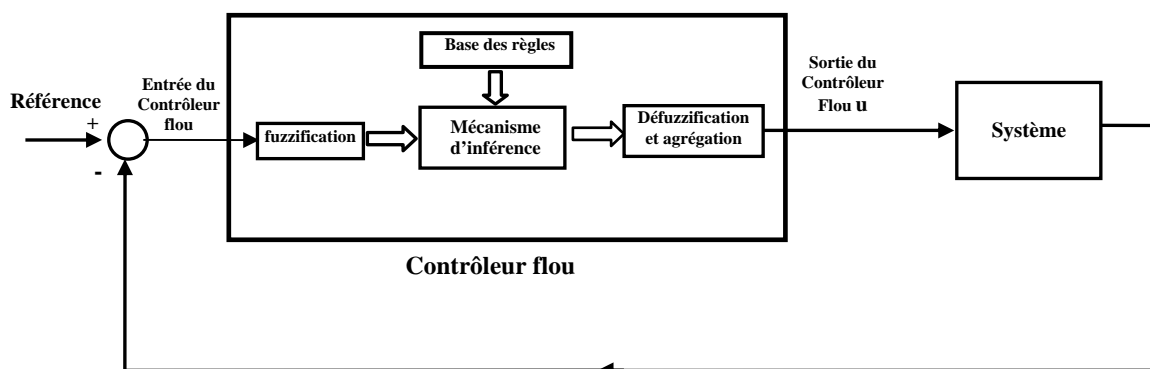 Base des règles
Entrée du
Contrôleur
flou
Sortie du
Contrôleur
Flou u
Référence
+
-
fuzzification
Mécanisme
d'inférence
Défuzzification
et agrégation
Système
Contrôleur flou